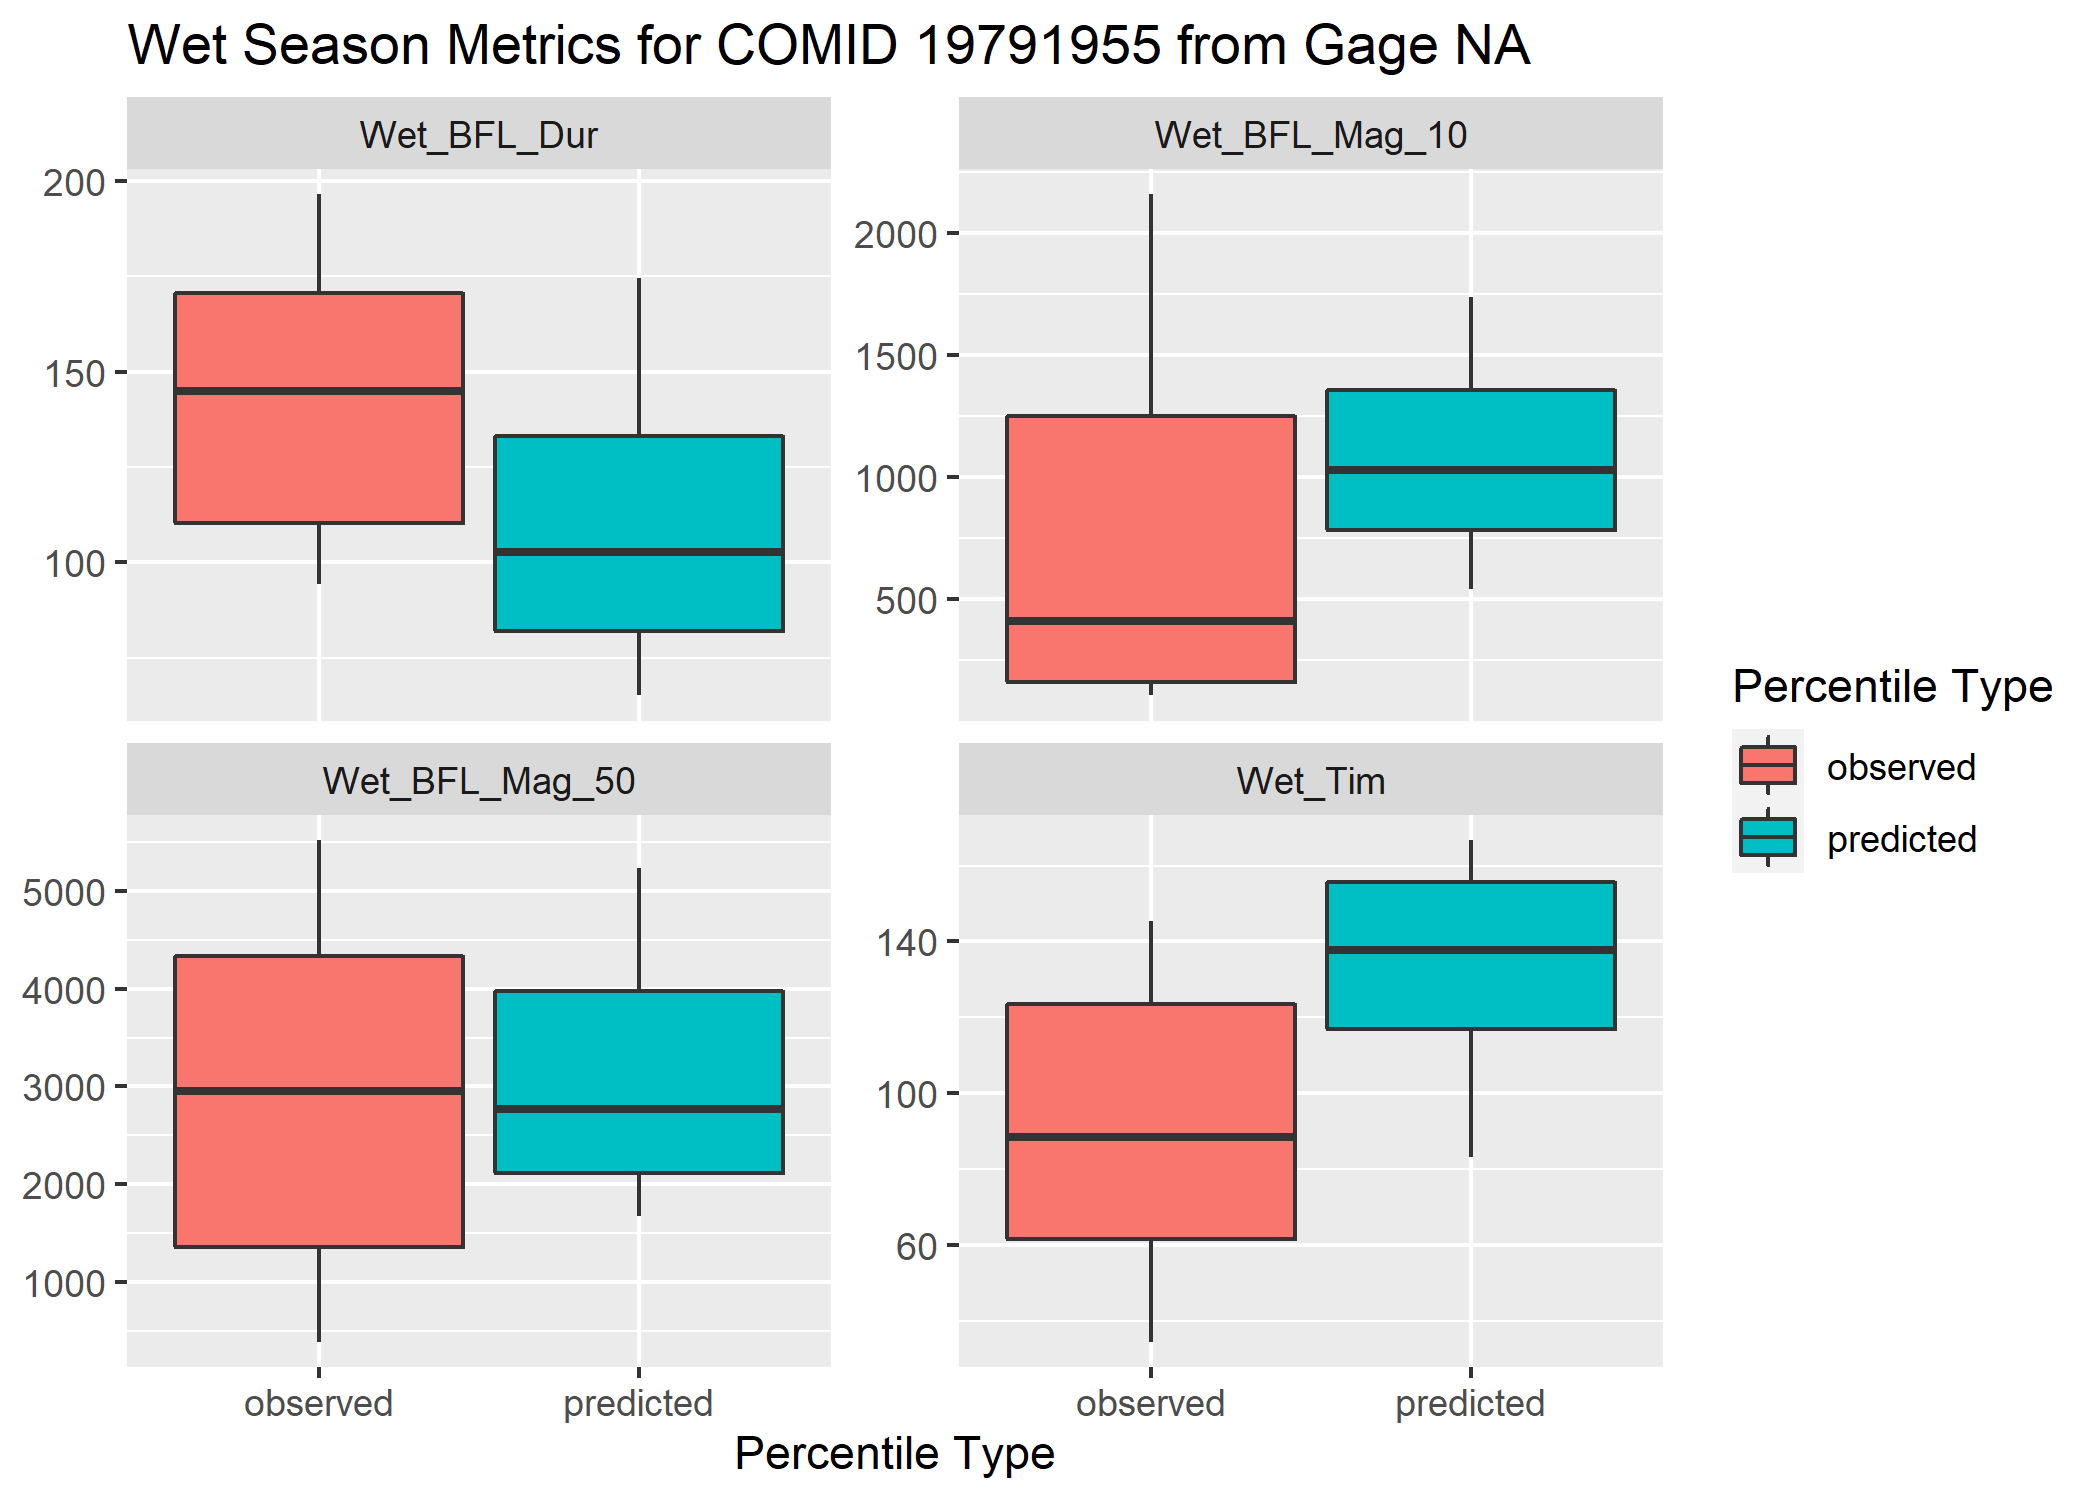 Wet Season Metrics for COMID 19791955 from Gage NA
Wet_BFL_Dur
200
150
100
Wet_BFL_Mag_10
2000
1500
1000
500
Wet_BFL_Mag_50
5000
4000
3000
2000
1000
observed
predicted
Wet_Tim
140
100
60
observed
predicted
Percentile Type
Percentile Type
observed
predicted